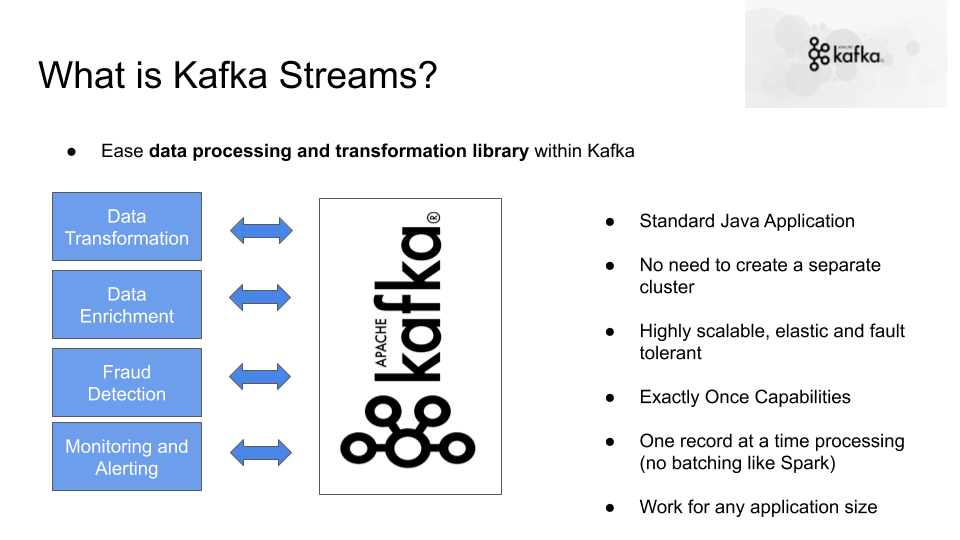 APACHE
kafka®
What is Kafka Streams?
● Ease data processing and transformation library within Kafka
Data
Transformation
Data
Enrichment
Fraud
Detection
Monitoring and
Alerting
APACHE
kafka®
● Standard Java Application
● No need to create a separate
cluster
● Highly scalable, elastic and fault
tolerant
● Exactly Once Capabilities
● One record at a time processing
(no batching like Spark)
● Work for any application size